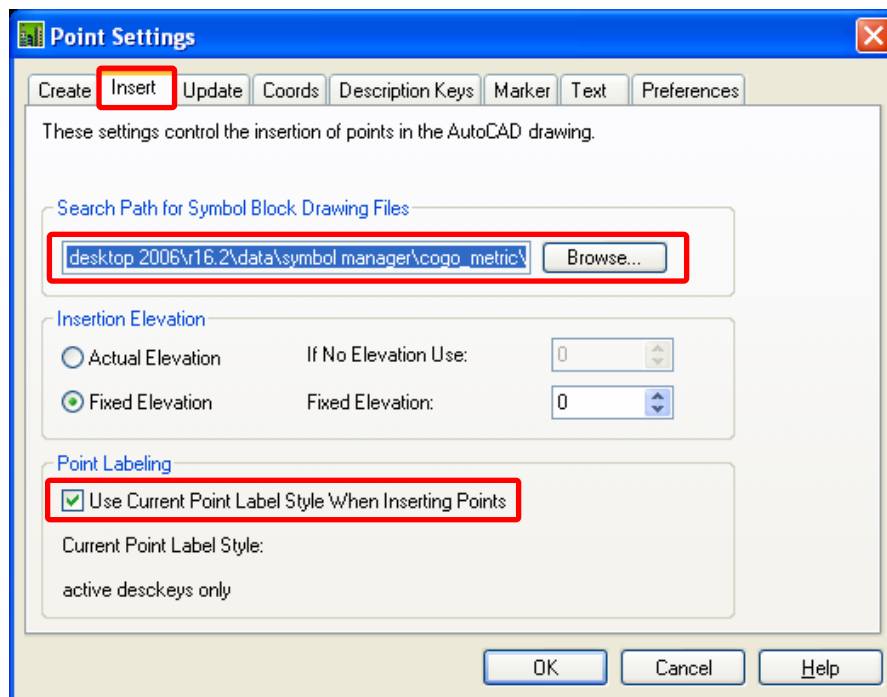 Point Settings
Create Insert Update Coords Description Keys Marker Text Preferences
These settings control the insertion of points in the AutoCAD drawing.
Search Path for Symbol Block Drawing Files
desktop 2006\r16.2\data\symbol manager\cogo_metric\ Browse...
Insertion Elevation
Actual Elevation If No Elevation Use: 0
Fixed Elevation Fixed Elevation: 0
Point Labeling
Use Current Point Label Style When Inserting Points
Current Point Label Style:
active desckeys only
OK Cancel Help